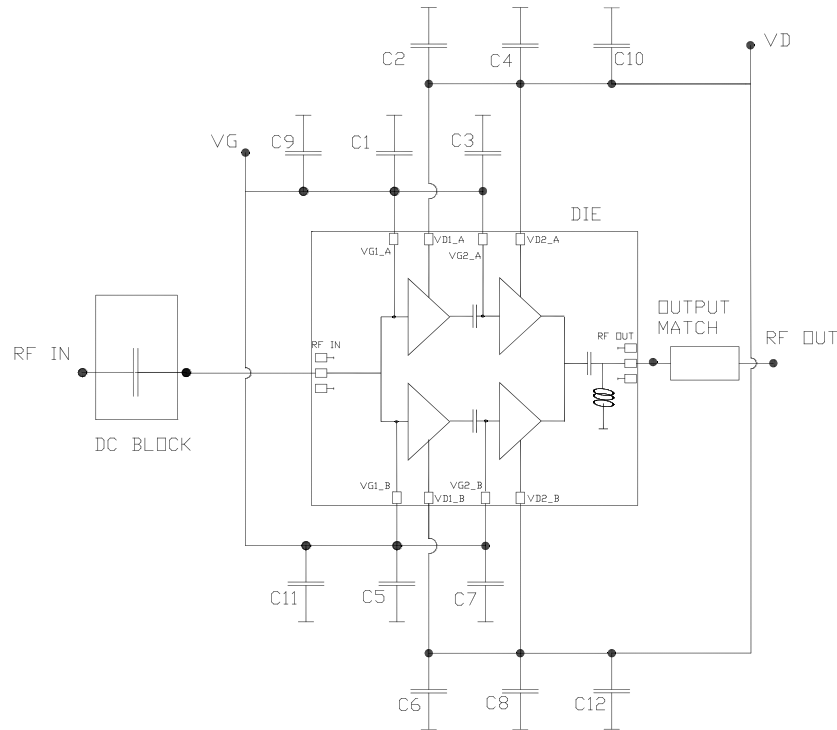 C2
C4
C10
VD
VG
C9
C1
C3
DIE
VG1_A
VD1_A
VG2_A
VD2_A
OUTPUT
MATCH
RF IN
RF OUT
RF IN
RF OUT
DC BLOCK
VG1_B
VD1_B
VG2_B
VD2_B
C11
C5
C7
C6
C8
C12